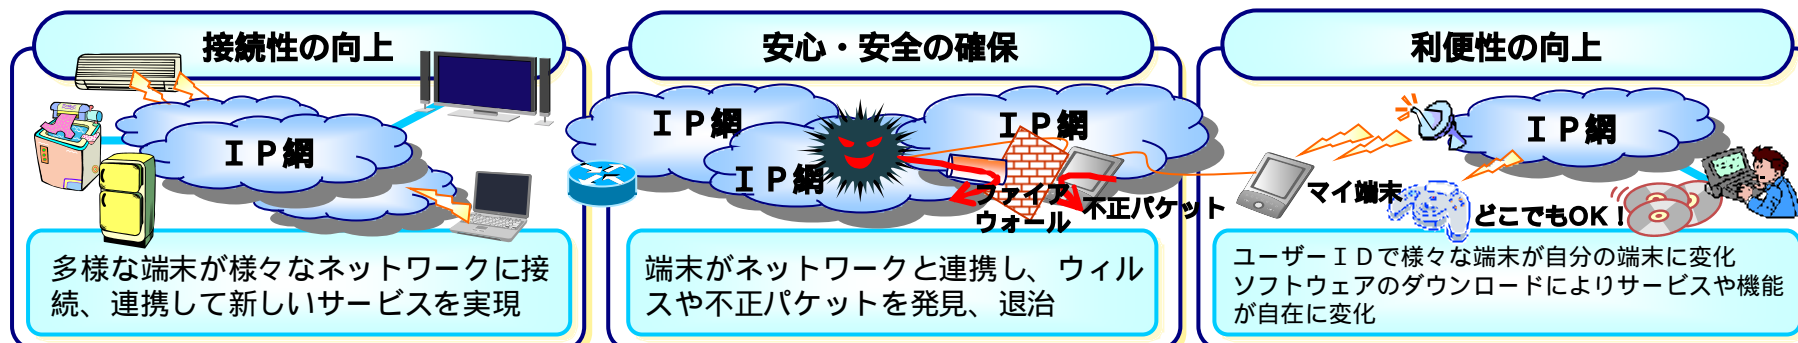 接続性の向上
ＩＰ網
多様な端末が様々なネットワークに接
続、連携して新しいサービスを実現
安心・安全の確保
ＩＰ網
ＩＰ網
ＩＰ網
ファイア
ウォール
不正パケット
端末がネットワークと連携し、ウィル
スや不正パケットを発見、退治
利便性の向上
ＩＰ網
マイ端末
どこでもOK！
ユーザーＩＤで様々な端末が自分の端末に変化
ソフトウェアのダウンロードによりサービスや機能
が自在に変化